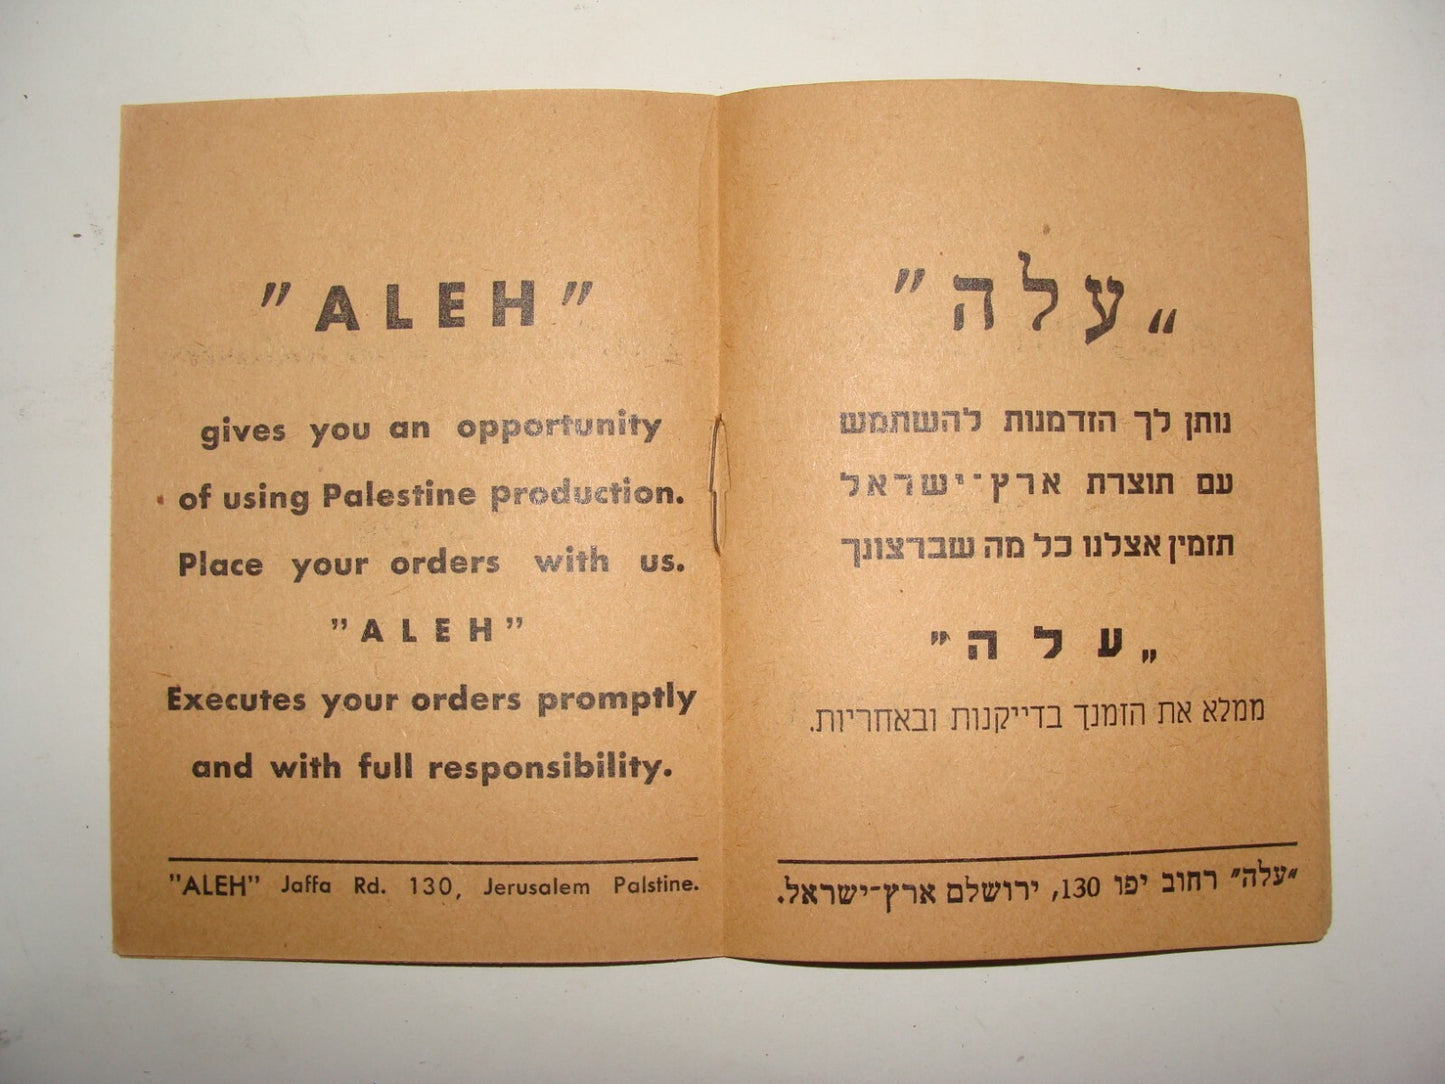 "ALEH"
gives you an opportunity
of using Palestine production.
Place your orders with us.
"ALEH"
Executes your orders promptly
and with full responsibility.
"ALEH" Jaffa Rd. 130, Jerusalem Palstine.
„עלה"
נותן לך הזדמנות להשתמש
עם תוצרת ארץ־ישראל
תזמין אצלנו כל מה שברצונך
„עלה"
ממלא את הזמנך בדייקנות ובאחריות.
"עלה" רחוב יפו 130, ירושלם ארץ־ישראל.